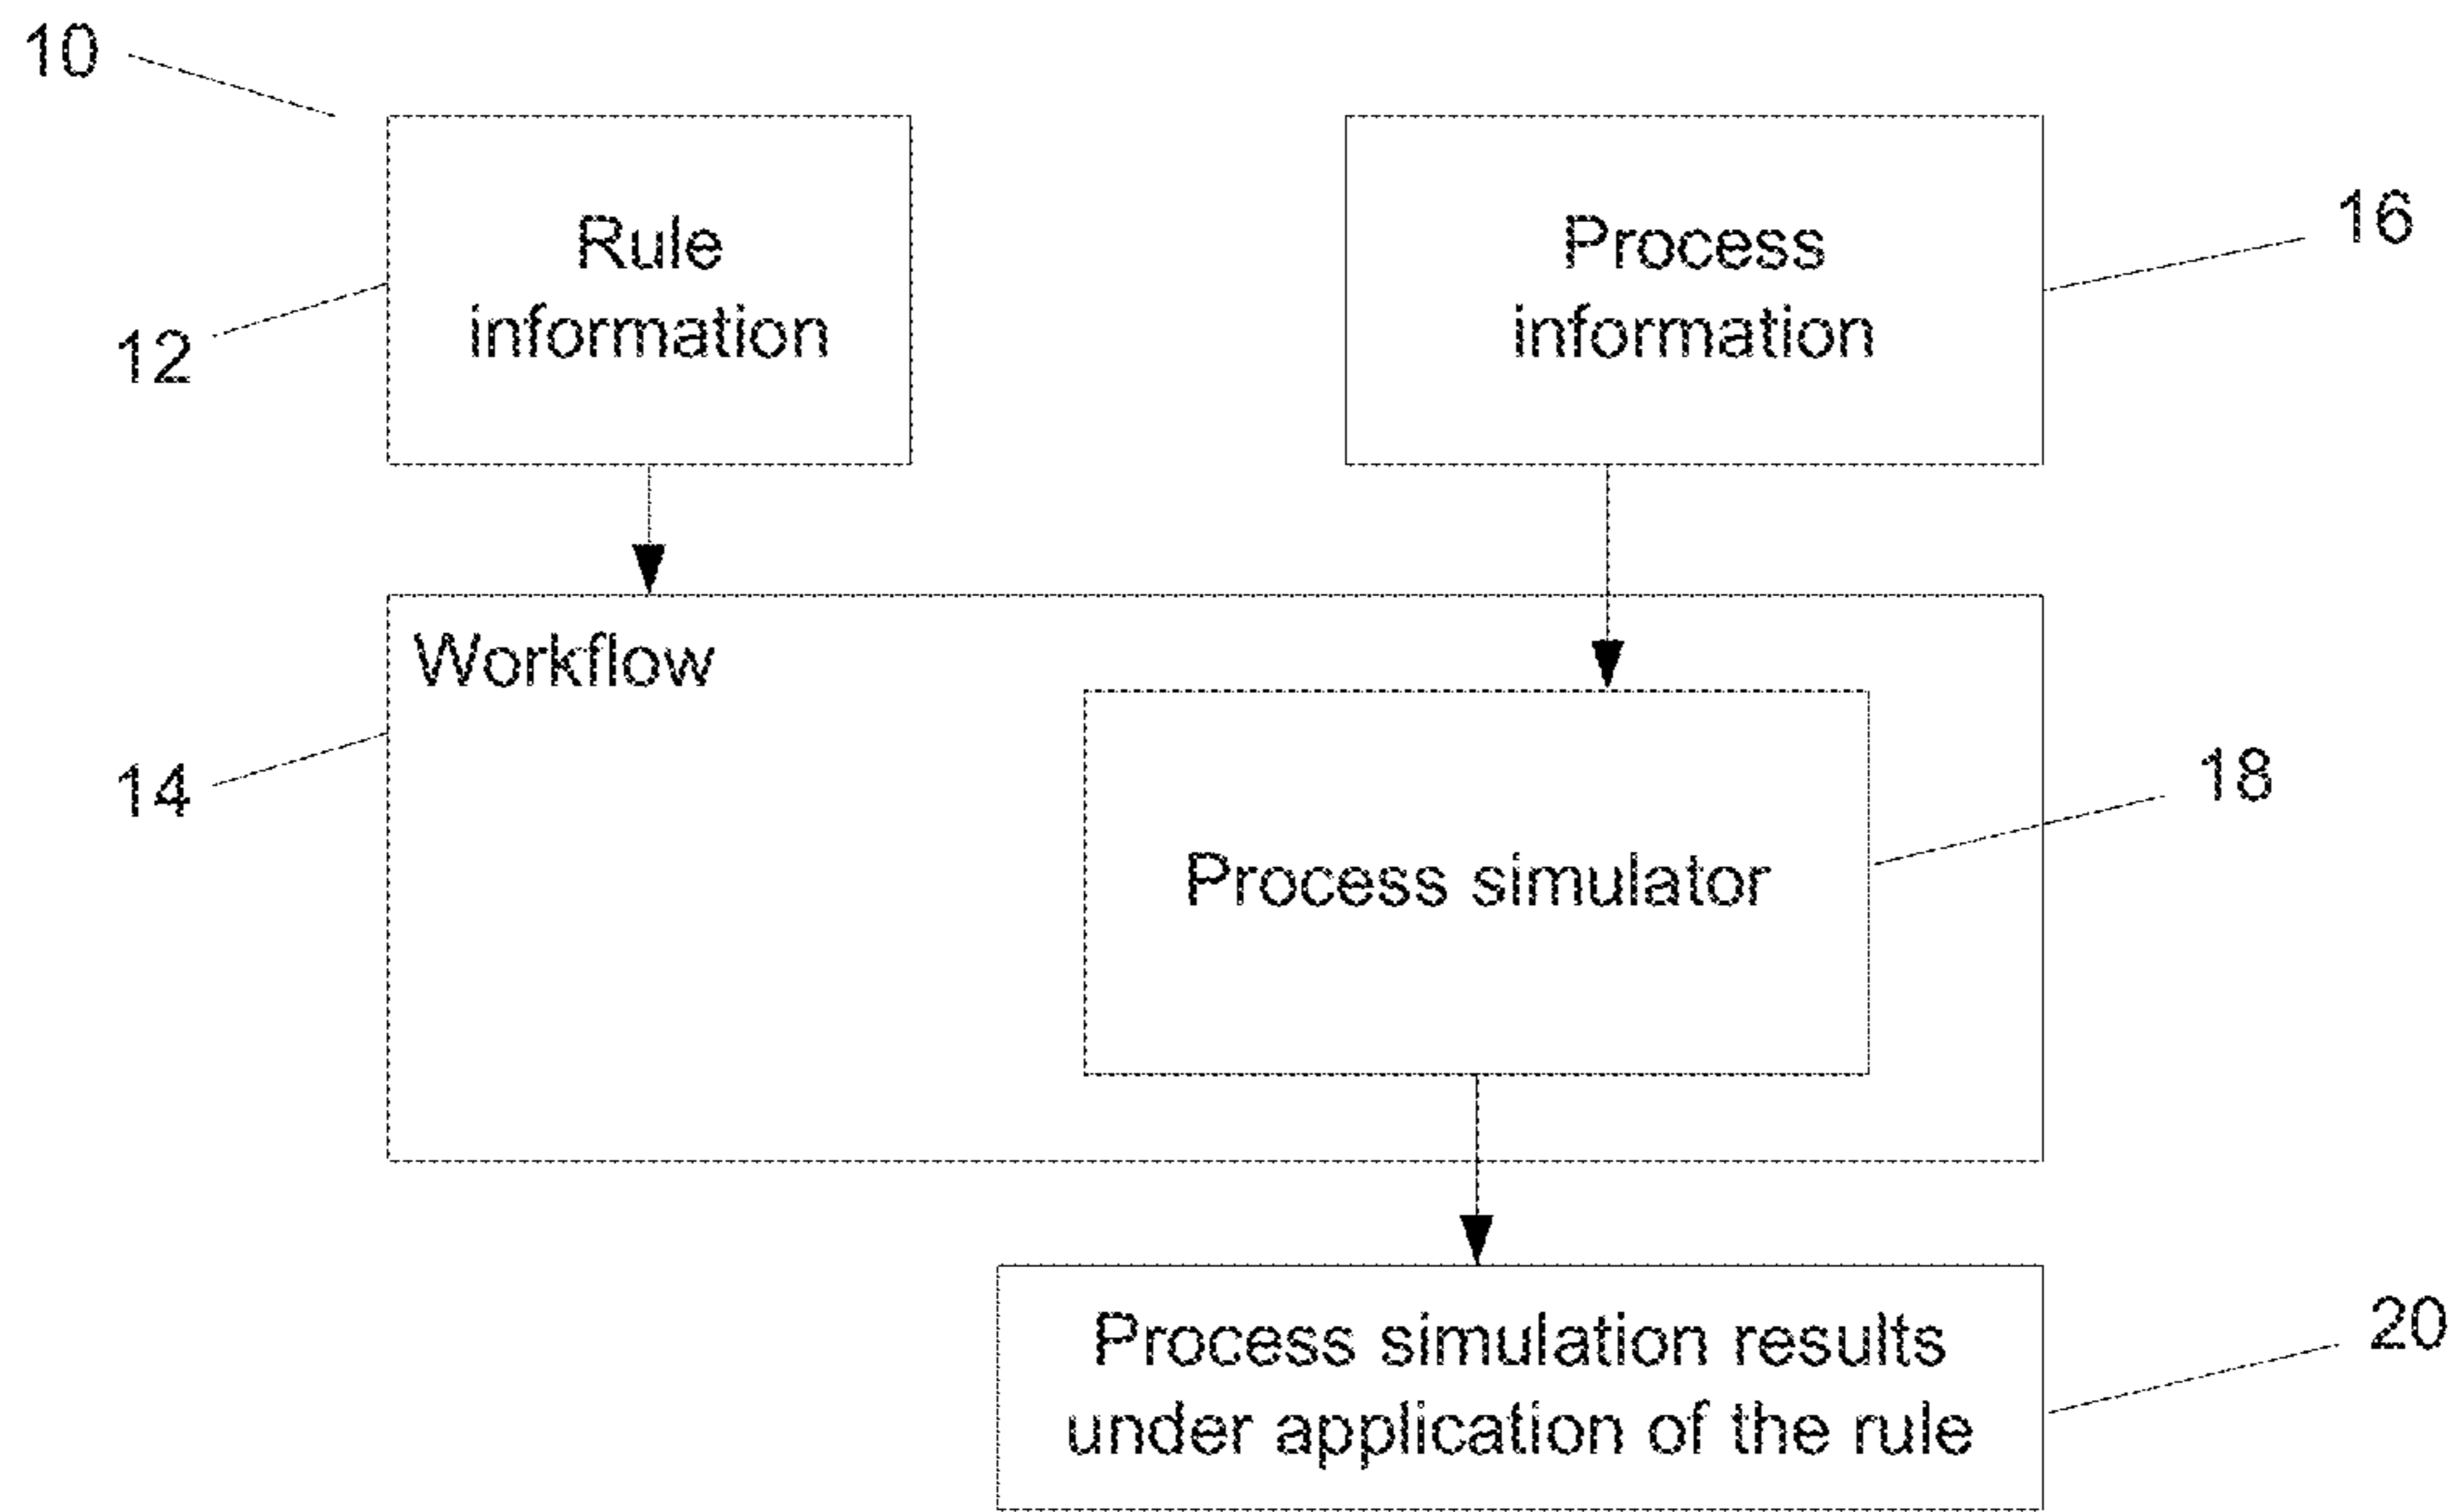 10
Rule
information
12
Process
information
16
Workflow
14
Process simulator
18
Process simulation results
under application of the rule
20